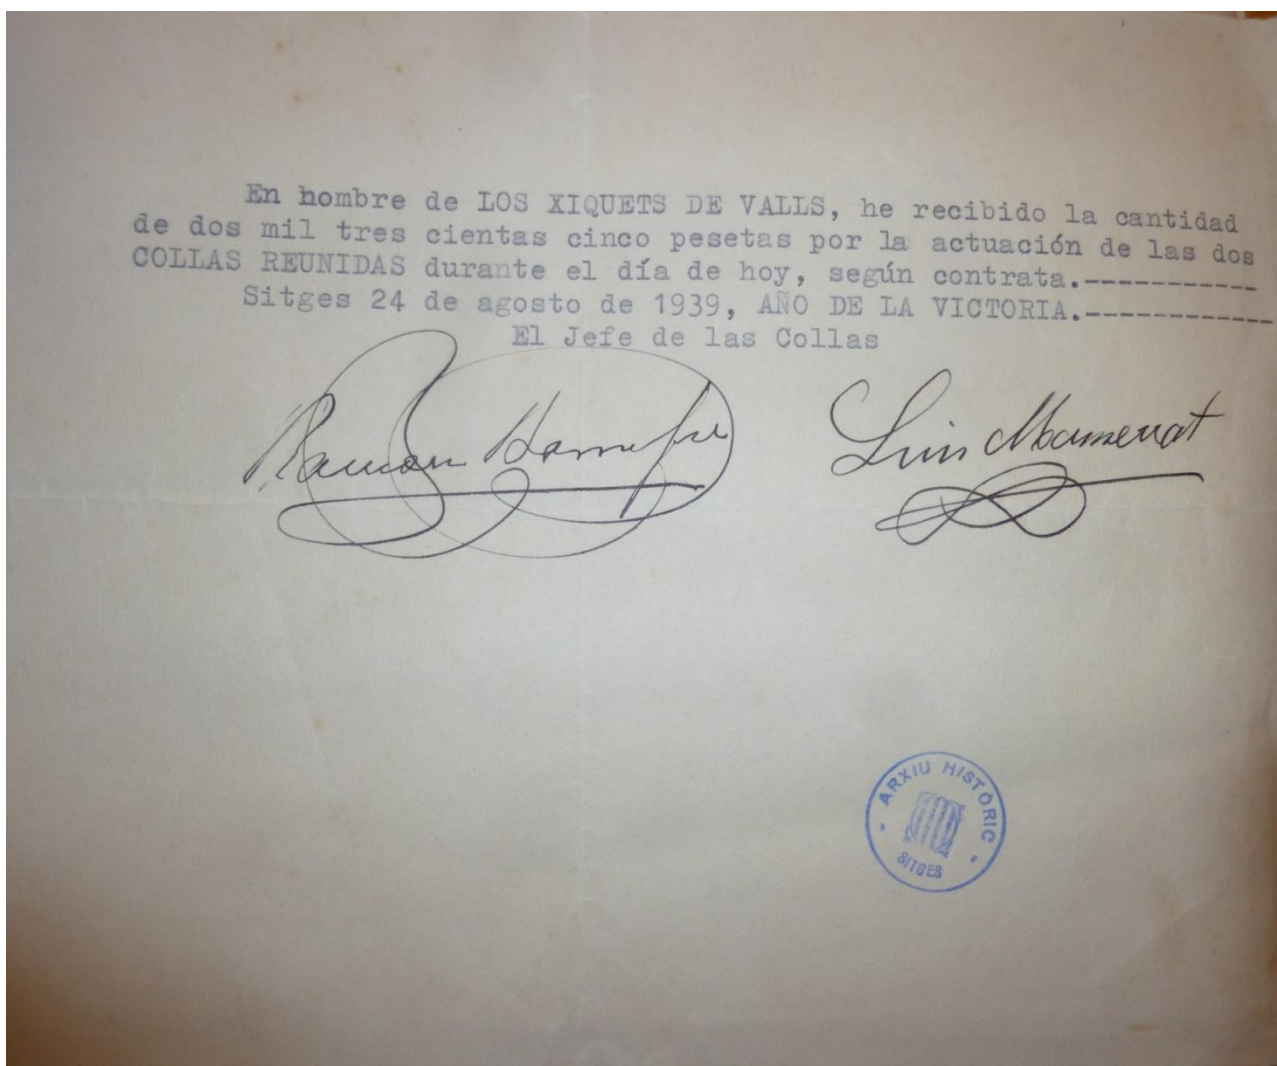 En hombre de LOS XIQUETS DE VALLS, he recibido la cantidad
de dos mil tres cientas cinco pesetas por la actuación de las dos
COLLAS REUNIDAS durante el día de hoy, según contrata.-----------
Sitges 24 de agosto de 1939, AÑO DE LA VICTORIA.------------
El Jefe de las Collas
Ramón
Luis Monserrat
ARXIU HISTÒRIC
SITGES